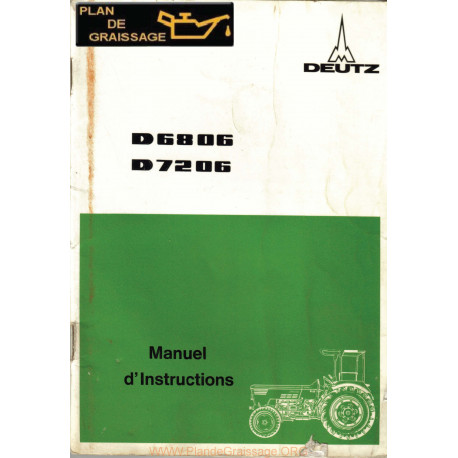 PLAN
DE
GRAISSAGE
DEUTZ
D6806
D7206
Manuel
d'Instructions
www.PlandeGraissage.ORG